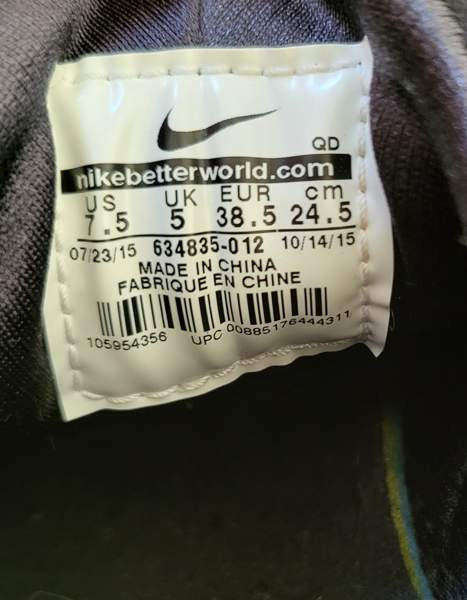 QD
nikebetterworld.com
US UK EUR cm
7.5 5 38.5 24.5
07/23/15 634835-012 10/14/15
MADE IN CHINA
FABRIQUE EN CHINE
105954356 UPC 00885176444311